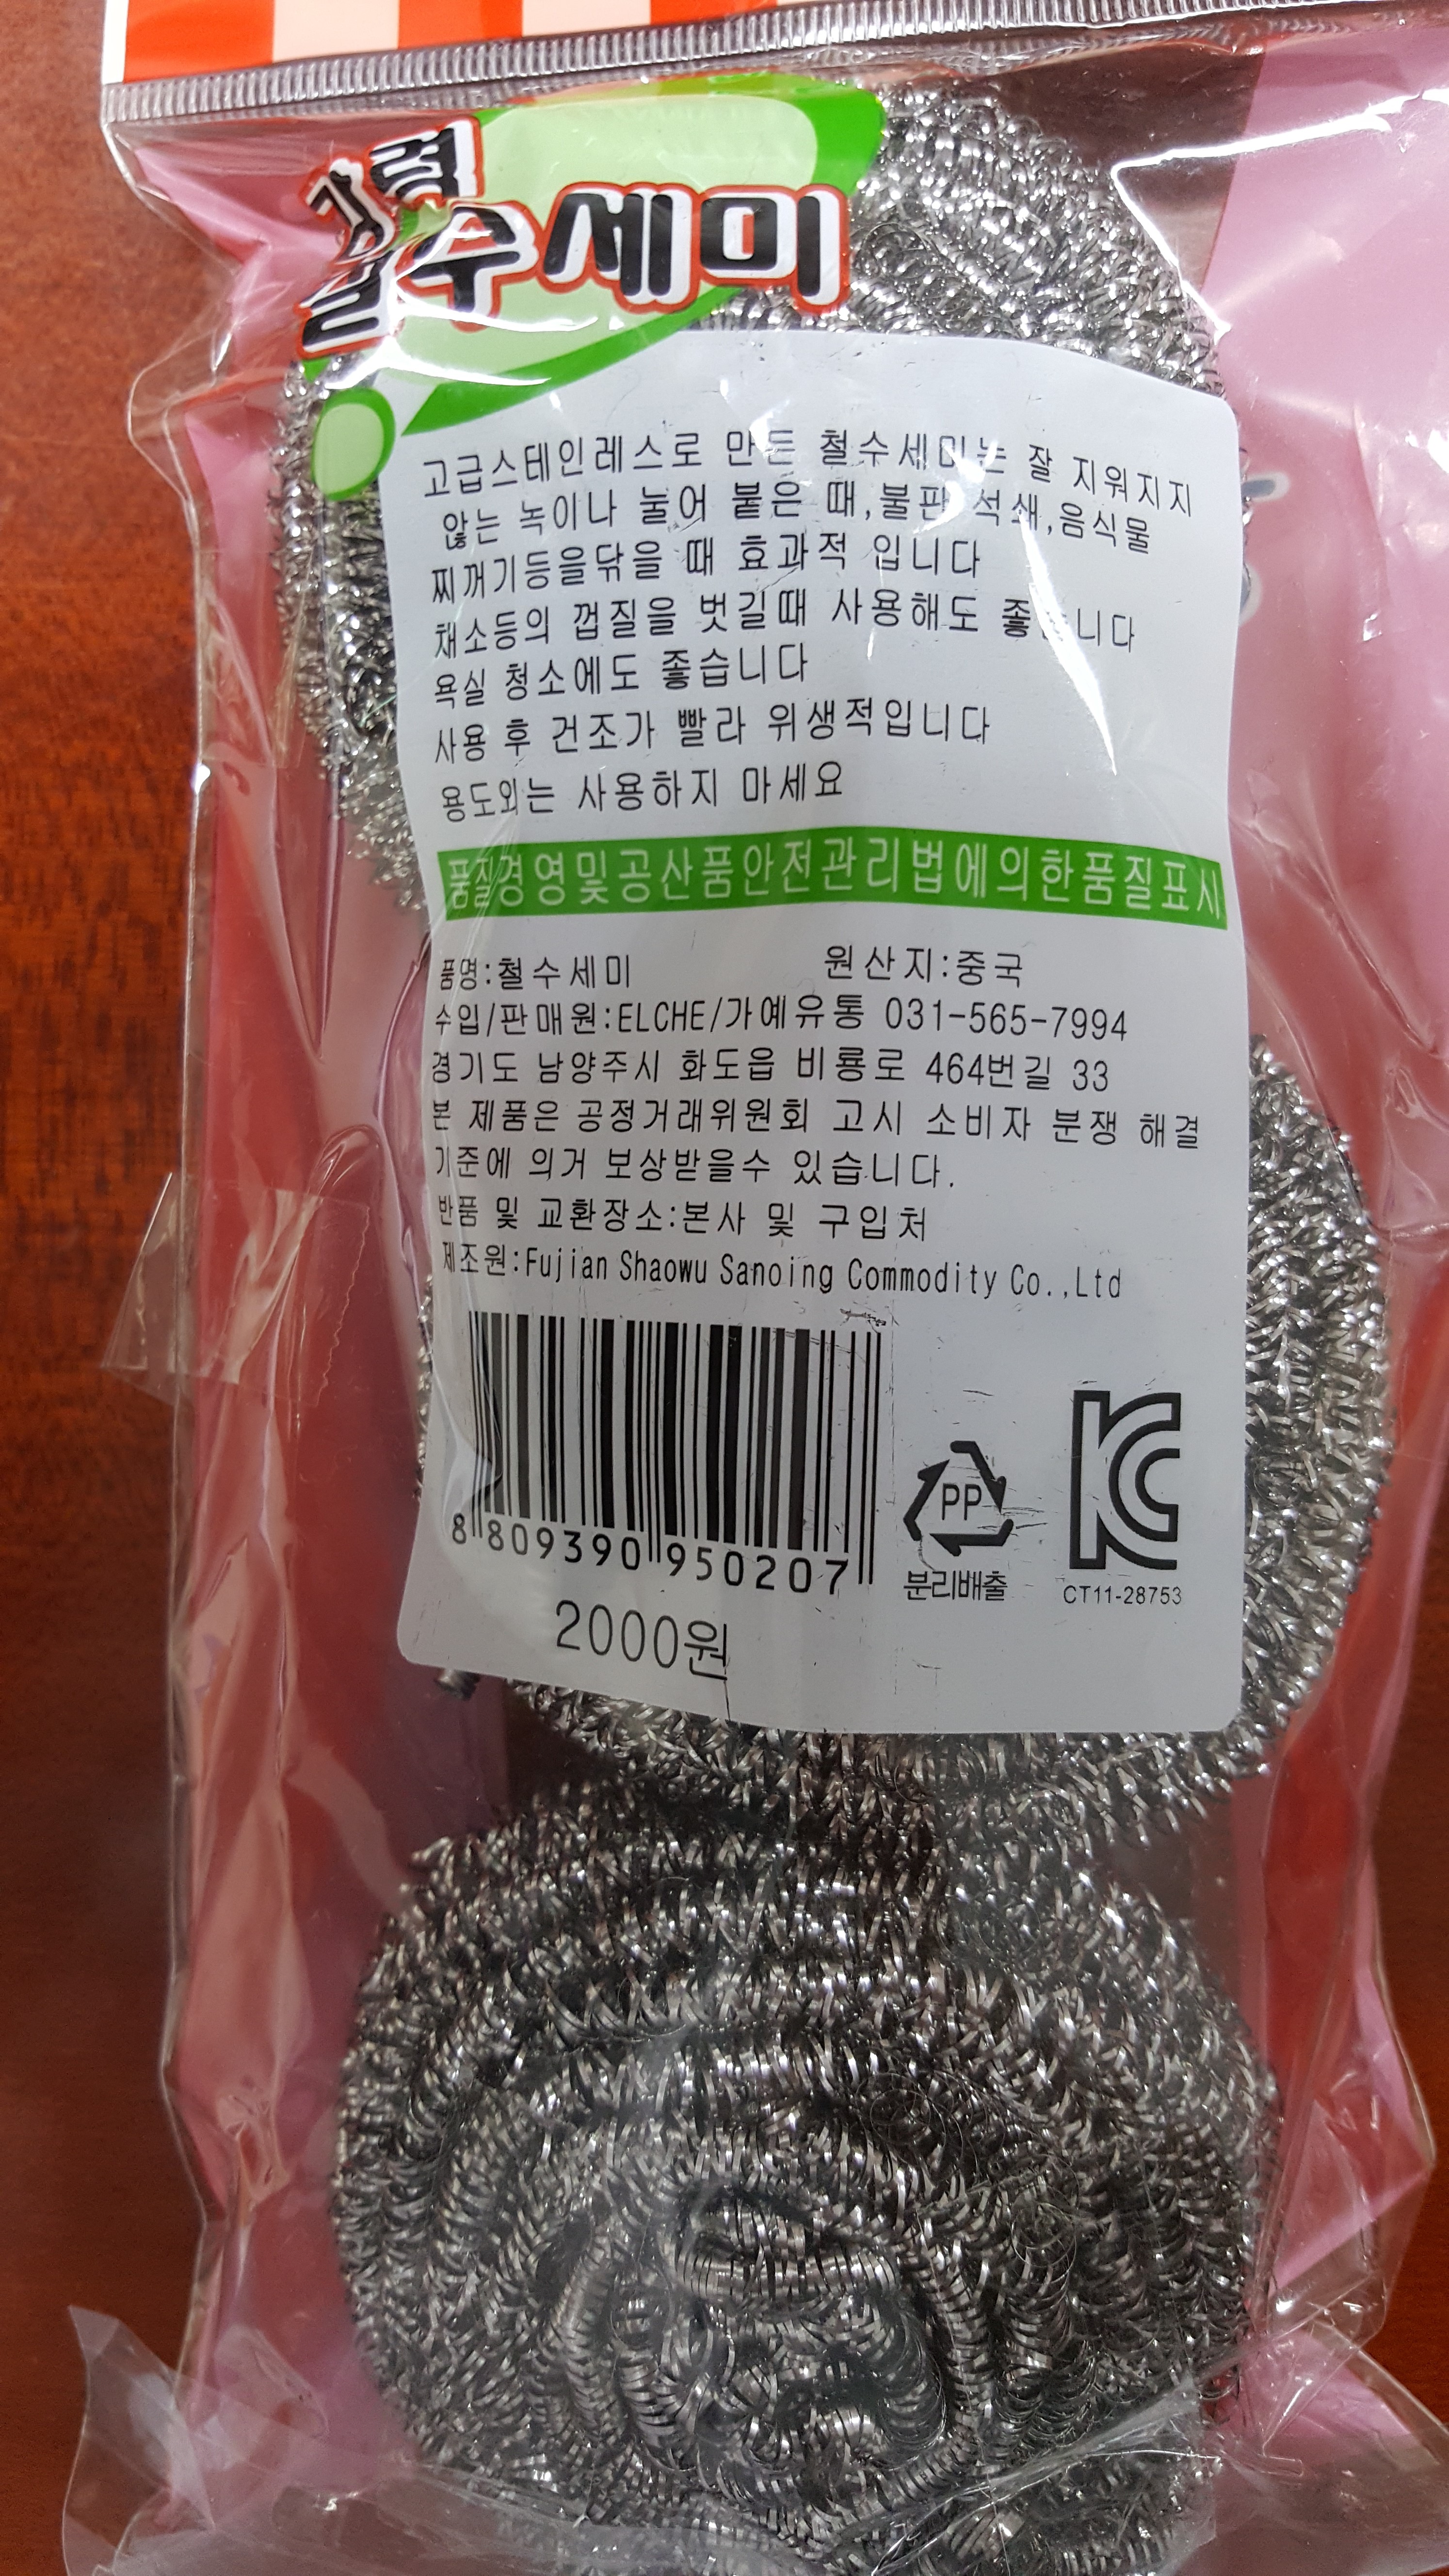 수세미
고급스테인레스로 만든 철수세미는 잘 지워지지
않는 녹이나 눌어 붙은 때,불판 석쇄,음식물
찌꺼기등을닦을 때 효과적 입니다
채소등의 껍질을 벗길때 사용해도
욕실 청소에도 좋습니다
사용 후 건조가 빨라 위생적입니다
용도외는 사용하지 마세요
품질경영및공산품안전관리법에의한품질표시
품명:철수세미 원산지:중국
수입/판매원:ELCHE/가예유통 031-565-7994
경기도 남양주시 화도읍 비룡로 464번길 33
본 제품은 공정거래위원회 고시 소비자 분쟁 해결
기준에 의거 보상받을수 있습니다.
반품 및 교환장소:본사 및 구입처
제조원:Fujian Shaowu Sanoing Commodity Co.,Ltd
8 809390 950207
PP
분리배출
KC
CT11-28753
2000원